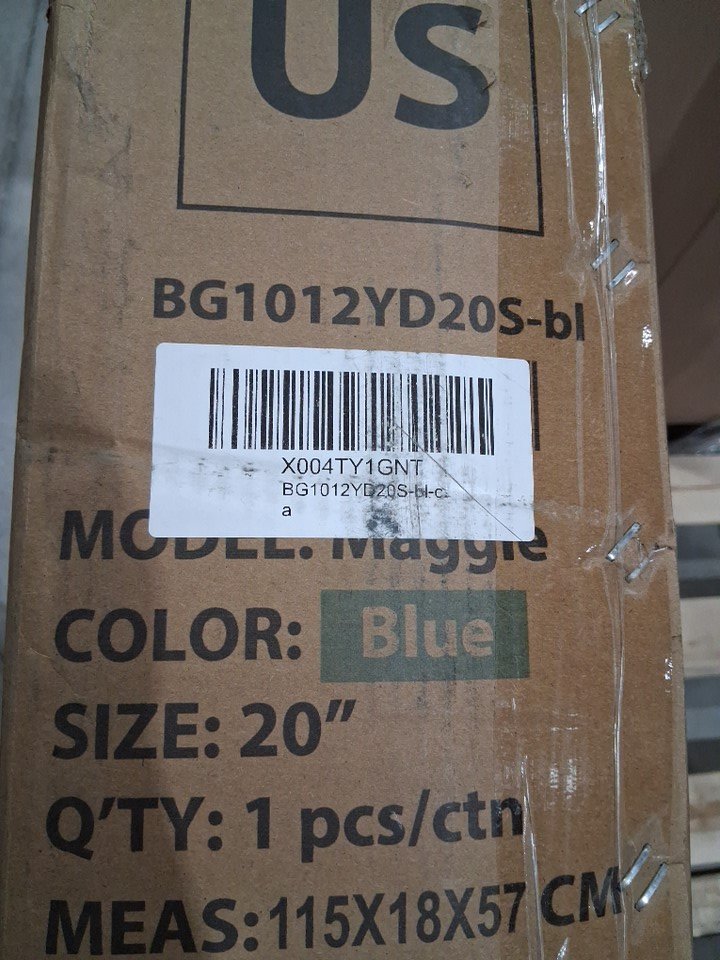 Us
BG1012YD20S-bl
X004TY1GNT
BG1012YD20S-bl-c
a
MODEL: Maggie
COLOR: Blue
SIZE: 20”
Q’TY: 1 pcs/ctn
MEAS:115X18X57 CM